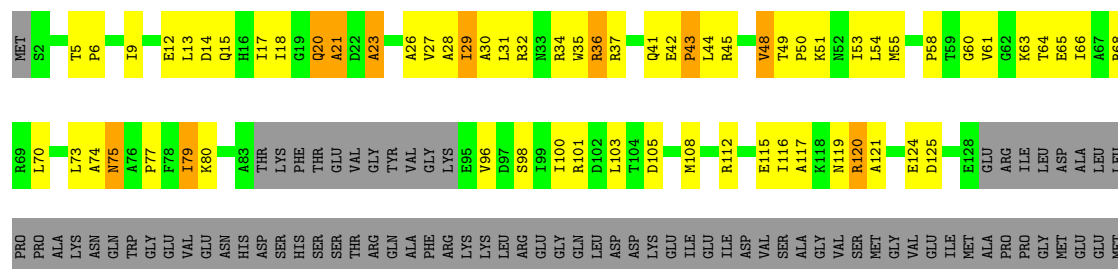 MET S2 T5 P6 I9 E12 L13 D14 Q15 H16 I17 I18 G19 Q20 A21 D22 A23 A26 V27 A28 I29 A30 L31 R32 N33 R34 W35 R36 R37 Q41 E42 P43 L44 R45 V48 T49 P50 K51 N52 I53 L54 M55 P58 T59 G60 V61 G62 K63 T64 E65 I66 A67 R68
R69 L70 L73 A74 N75 A76 P77 F78 I79 K80 A83 THR LYS PHE THR GLU VAL GLY TYR VAL GLY LYS E95 V96 D97 S98 I99 I100 R101 D102 L103 T104 D105 M108 R112 E115 I116 A117 K118 N119 R120 A121 E124 D125 E128 GLU ARG ILE LEU ASP ALA LEU LEU
PRO PRO ALA LYS ASN GLN TRP GLY GLU VAL GLU ASN HIS ASP SER HIS SER SER THR ARG GLN ALA PHE ARG LYS LYS LEU ARG GLU GLY GLN LEU ASP ASP LYS GLU ILE GLU ILE ASP VAL SER ALA GLY VAL SER MET GLY VAL GLU ILE MET ALA PRO PRO GLY MET GLU GLU MET